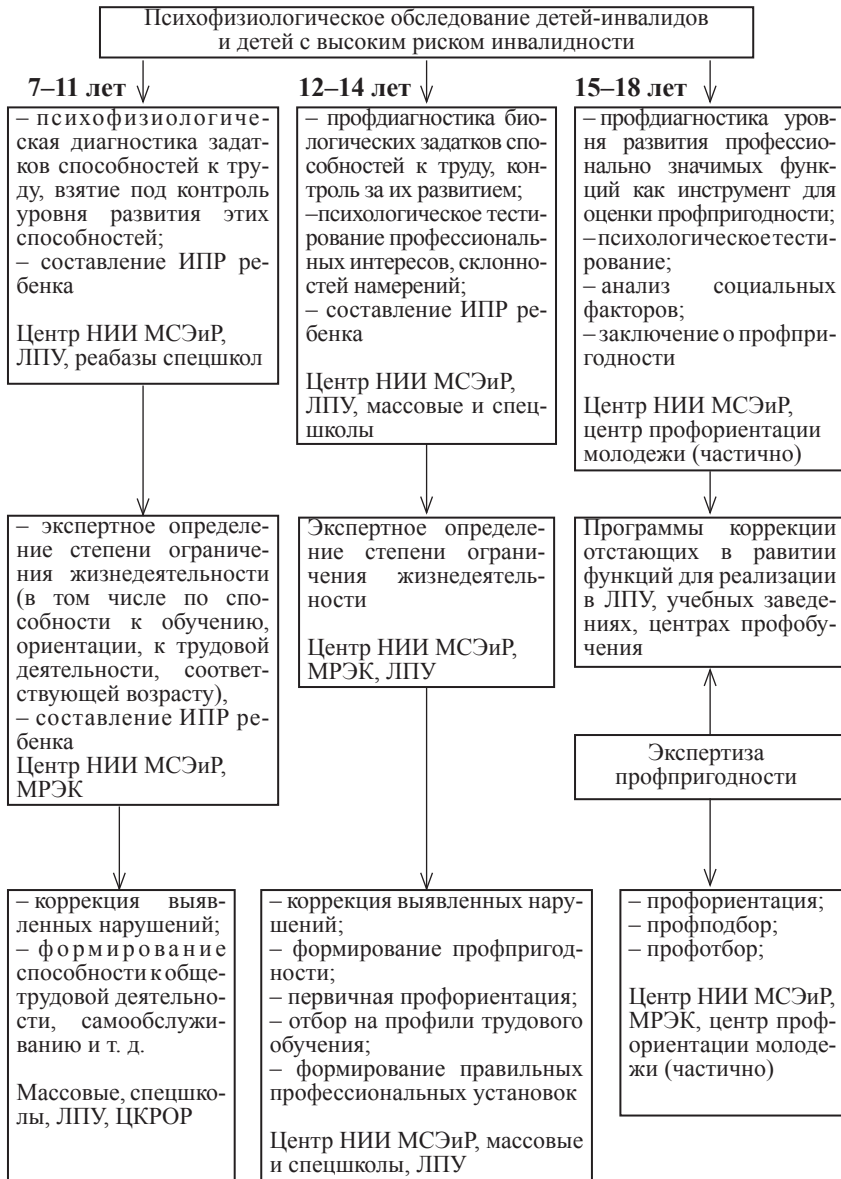 Психофизиологическое обследование детей-инвалидов
и детей с высоким риском инвалидности
7–11 лет
– психофизиологичес-
кая диагностика задат-
ков способностей к тру-
ду, взятие под контроль
уровня развития этих
способностей;
– составление ИПР ре-
бенка
Центр НИИ МСЭиР,
ЛПУ, реабазы спецшкол
12–14 лет
– профдиагностика био-
логических задатков спо-
собностей к труду, кон-
троль за их развитием;
–психологическое тести-
рование профессиональ-
ных интересов, склонно-
стей намерений;
– составление ИПР ре-
бенка
Центр НИИ МСЭиР,
ЛПУ, массовые и спец-
школы
15–18 лет
– профдиагностика уров-
ня развития профессио-
нально значимых функ-
ций как инструмент для
оценки профпригодности;
–психологическое тести-
рование;
– анализ социальных
факторов;
–заключение о профпри-
годности
Центр НИИ МСЭиР,
центр профориентации
молодежи (частично)
– экспертное определе-
ние степени ограниче-
ния жизнедеятельности
(в том числе по спо-
собности к обучению,
ориентации, к трудовой
деятельности, соответ-
ствующей возрасту),
– составление ИПР ре-
бенка
Центр НИИ МСЭиР,
МРЭК
Экспертное определе-
ние степени ограни-
чения жизнедеятель-
ности
Центр НИИ МСЭиР,
МРЭК, ЛПУ
Программы коррекции
отстающих в равитии
функций для реализации
в ЛПУ, учебных заведе-
ниях, центрах профобу-
чения
Экспертиза
профпригодности
– коррекция выяв-
ленных нарушений;
– формирование
способности к обще-
трудовой деятельно-
сти, самообслужи-
ванию и т. д.
Массовые, спецшко-
лы, ЛПУ, ЦКРОР
– коррекция выявленных нару-
шений;
– формирование профпригод-
ности;
– первичная профориентация;
– отбор на профили трудового
обучения;
– формирование правильных
профессиональных установок
Центр НИИ МСЭиР, массовые
и спецшколы, ЛПУ
– профориентация;
– профподбор;
– профотбор;
Центр НИИ МСЭиР,
МРЭК, центр проф-
ориентации молоде-
жи (частично)